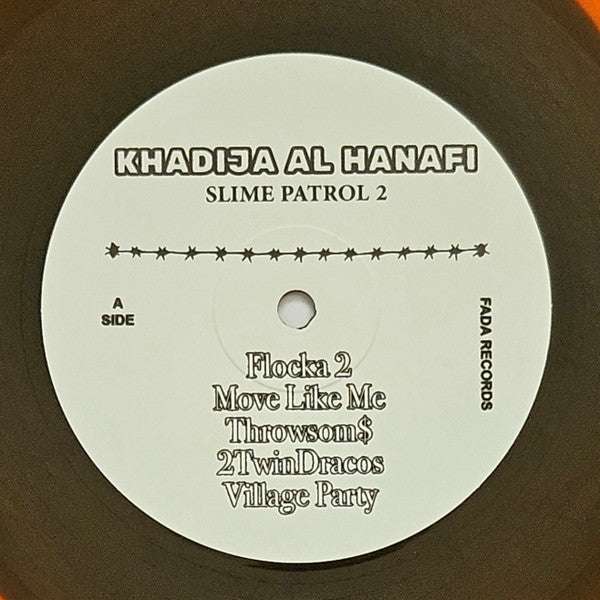 KHADIJA AL HANAFI
SLIME PATROL 2
A
SIDE
FADA RECORDS
Flocka 2
Move Like Me
Throwsom$
2TwinDracos
Village Party